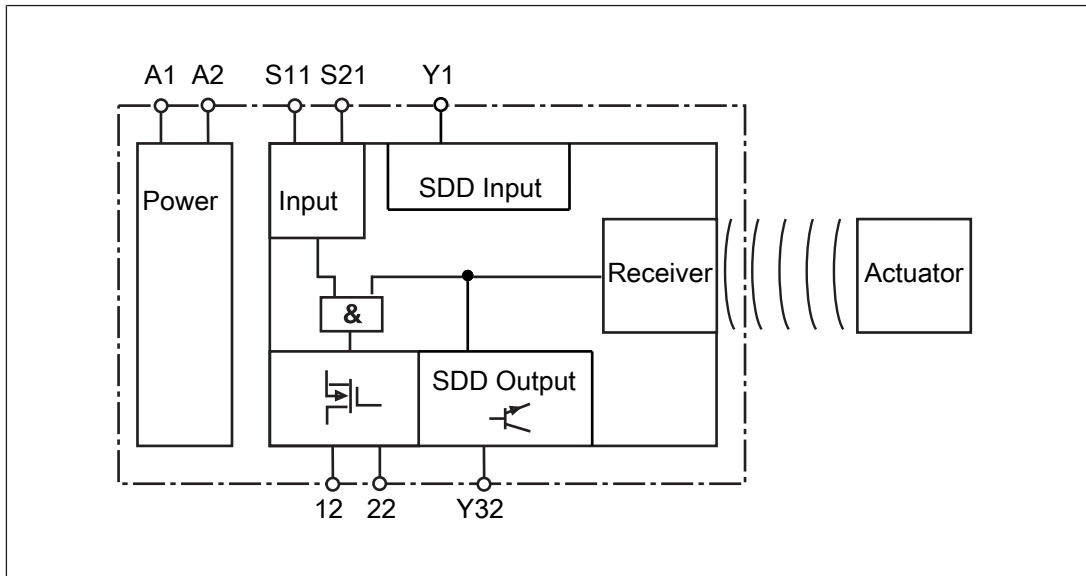 A1 A2 S11 S21 Y1
Power
Input
SDD Input
Receiver
Actuator
&
SDD Output
12 22 Y32